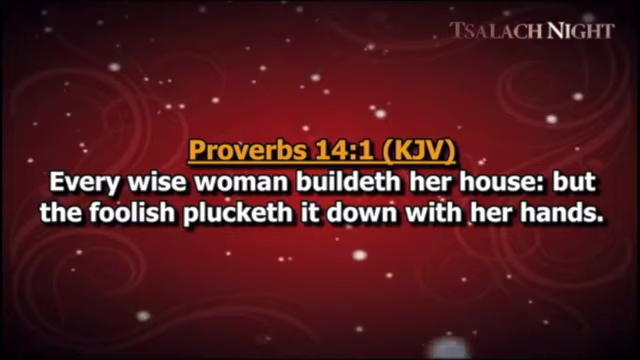 TSALACH NIGHT
Proverbs 14:1 (KJV)
Every wise woman buildeth her house: but
the foolish plucketh it down with her hands.